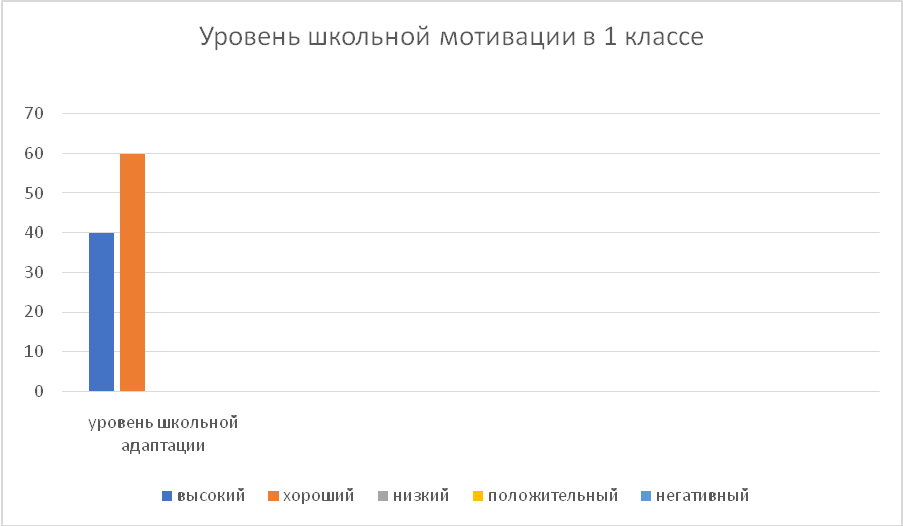 Уровень школьной мотивации в 1 классе
70
60
50
40
30
20
10
0
уровень школьной
адаптации
высокий хороший низкий положительный негативный